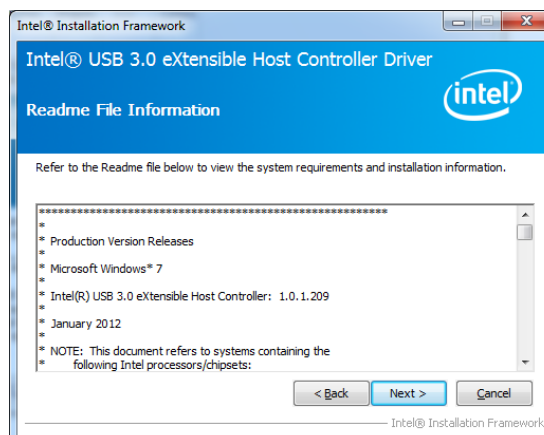 Intel® Installation Framework
Intel® USB 3.0 eXtensible Host Controller Driver
Readme File Information
intel
Refer to the Readme file below to view the system requirements and installation information.
*******************************************************
*
* Production Version Releases
*
* Microsoft Windows* 7
*
* Intel(R) USB 3.0 eXtensible Host Controller: 1.0.1.209
*
* January 2012
*
* NOTE: This document refers to systems containing the
* following Intel processors/chipsets:
< Back Next > Cancel
Intel® Installation Framework